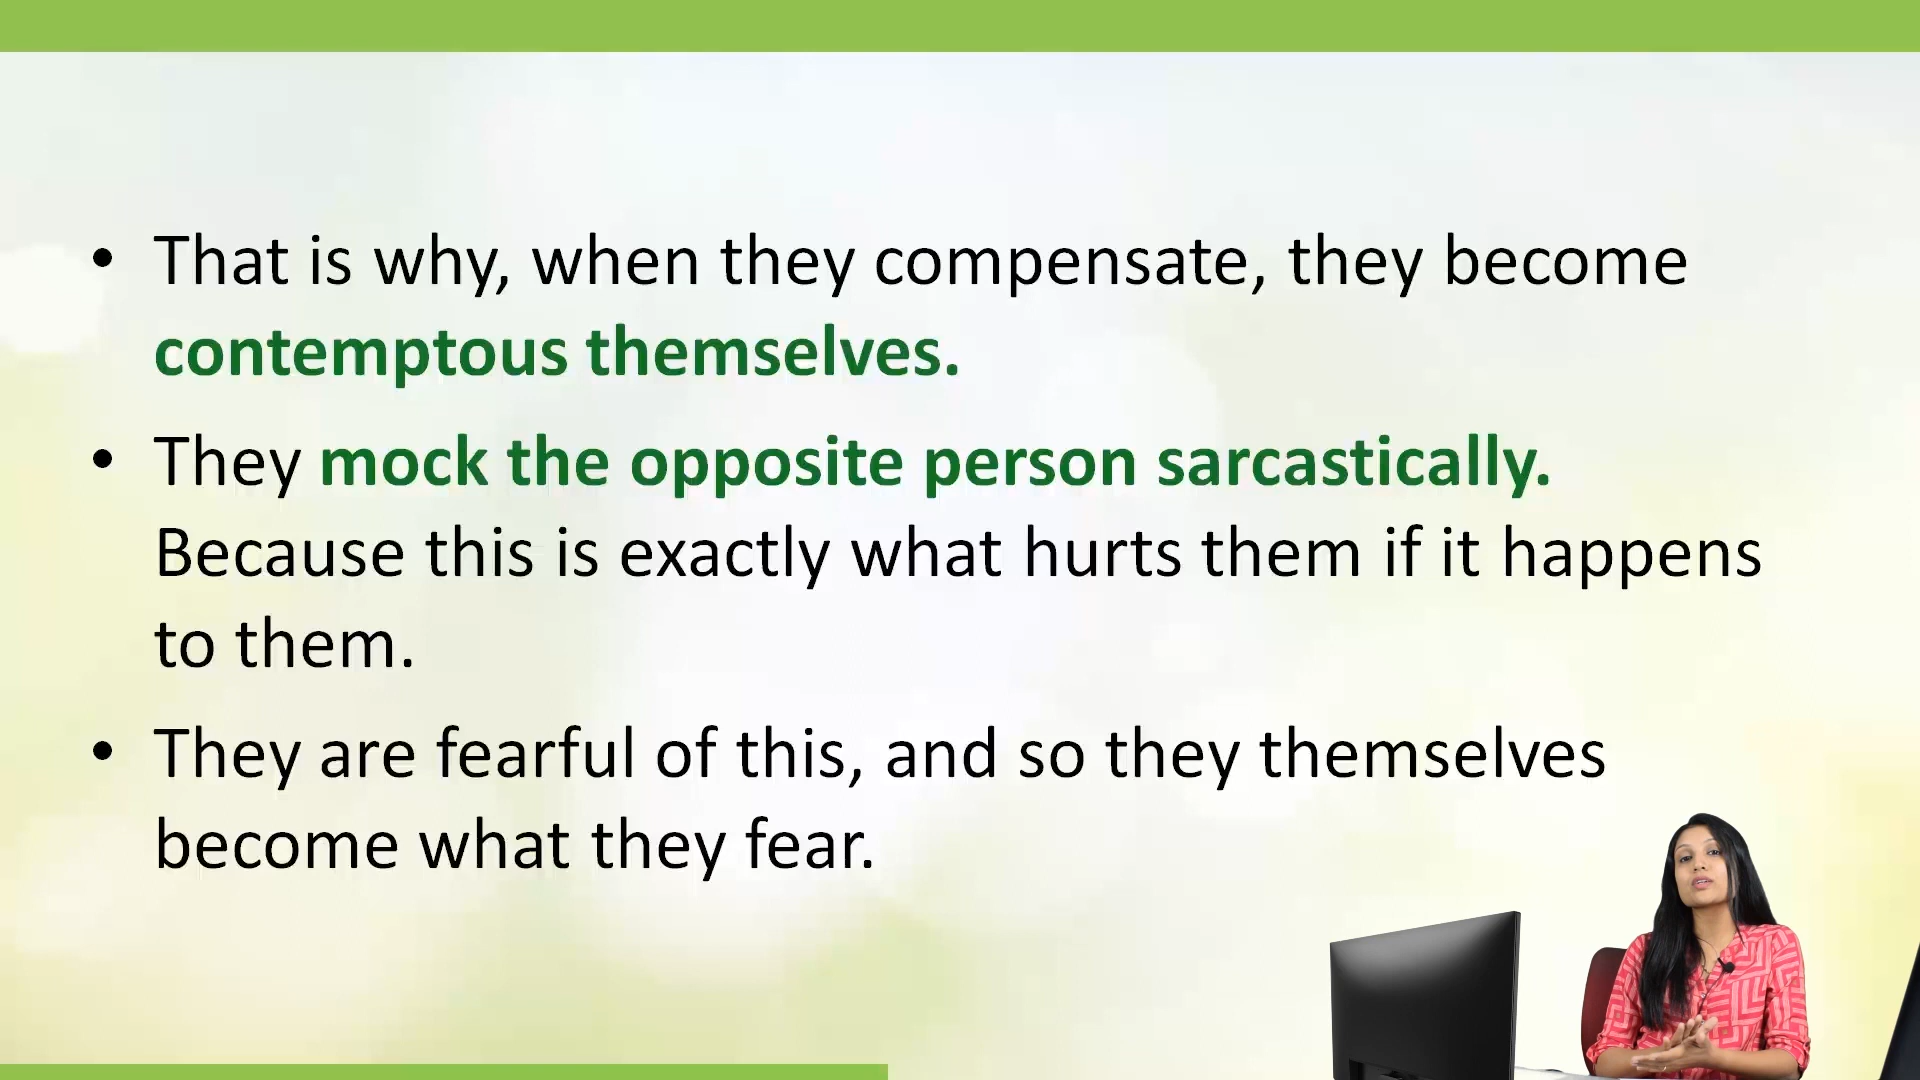 • That is why, when they compensate, they become
contemptous themselves.
• They mock the opposite person sarcastically.
Because this is exactly what hurts them if it happens
to them.
• They are fearful of this, and so they themselves
become what they fear.